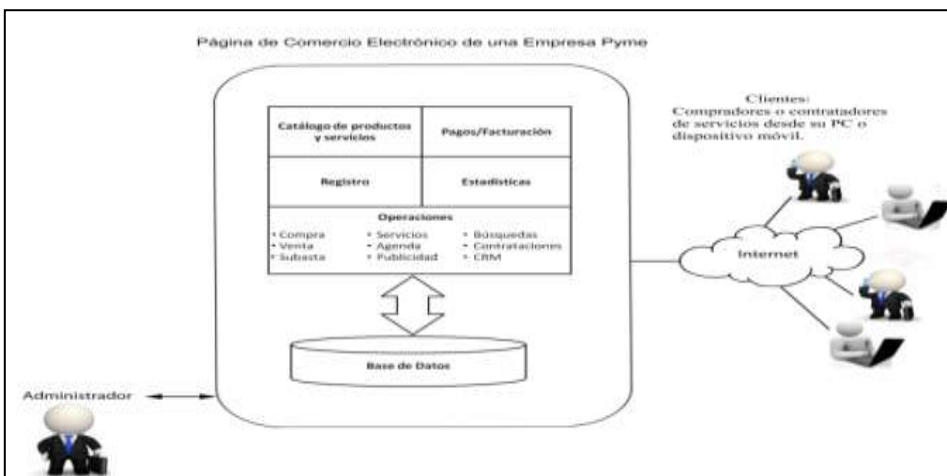 Página de Comercio Electrónico de una Empresa Pyme
Clientes:
Compradores o contratadores
de servicios desde su PC o
dispositivo móvil.
Catálogo de productos
y servicios
Pagos/Facturación
Registro
Estadísticas
Operaciones
• Compra
• Venta
• Subasta
• Servicios
• Agenda
• Publicidad
• Búsquedas
• Contrataciones
• CRM
Internet
Base de Datos
Administrador